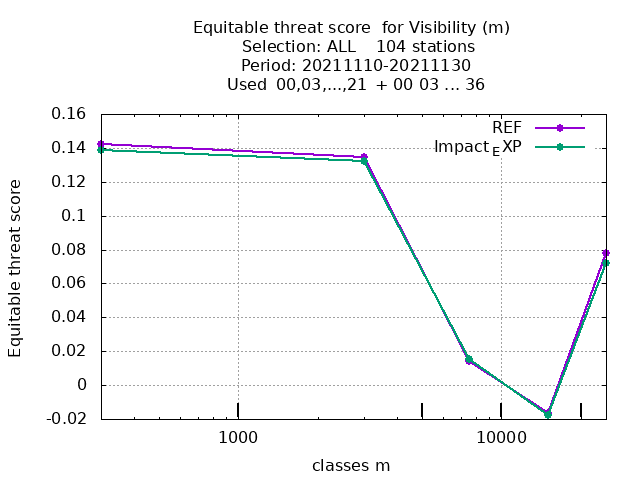 Equitable threat score  for Visibility (m)
Selection: ALL    104 stations
Period: 20211110-20211130
Used  00,03,...,21  + 00 03 ... 36
0.16
0.14
0.12
0.1
0.08
0.06
0.04
0.02
0
-0.02
Equitable threat score
REF
Impact_EXP
1000
10000
classes m